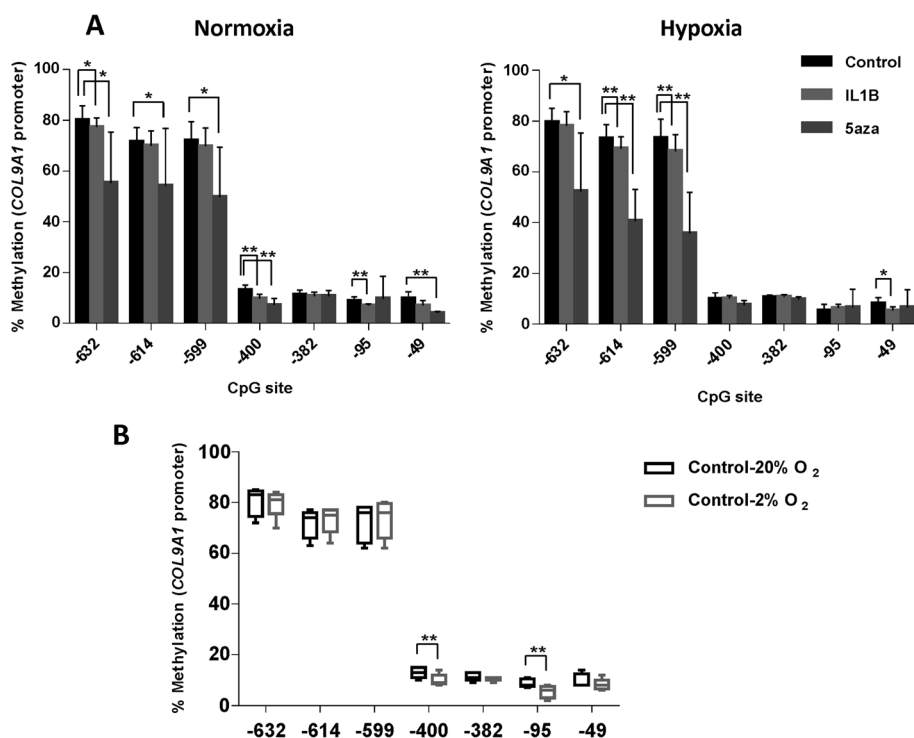 A
Normoxia
Hypoxia
% Methylation (COL9A1 promoter)
100
80
60
40
20
0
* * * * ** ** ** **
-632 -614 -599 -400 -382 -95 -49
CpG site
% Methylation (COL9A1 promoter)
100
80
60
40
20
0
* ** ** ** ** *
-632 -614 -599 -400 -382 -95 -49
CpG site
Control
IL1B
5aza
B
% Methylation (COL9A1 promoter)
100
80
60
40
20
0
** **
-632 -614 -599 -400 -382 -95 -49
Control-20% O 2
Control-2% O 2